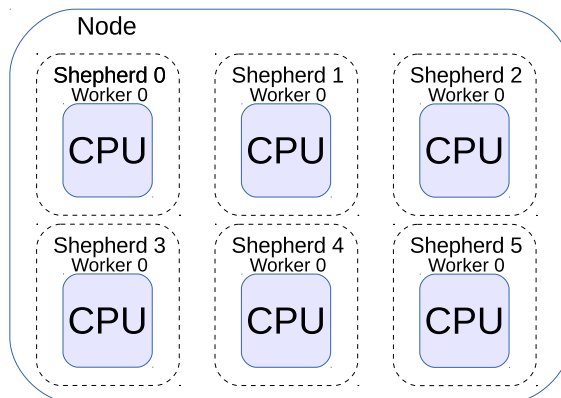 Node
Shepherd 0
Worker 0
CPU
Shepherd 1
Worker 0
CPU
Shepherd 2
Worker 0
CPU
Shepherd 3
Worker 0
CPU
Shepherd 4
Worker 0
CPU
Shepherd 5
Worker 0
CPU